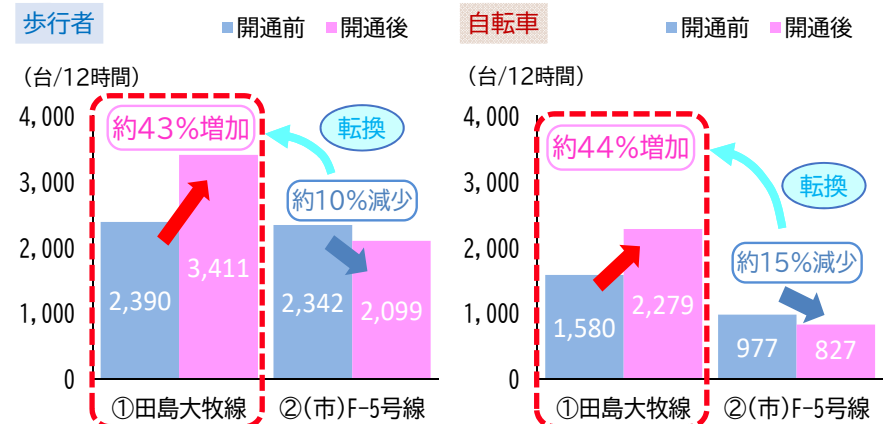 歩行者
■開通前 ■開通後
(台/12時間)
4,000
3,000
2,000
1,000
0
約43%増加
転換
約10%減少
2,390
3,411
2,342
2,099
①田島大牧線
②(市)F-5号線
自転車
■開通前 ■開通後
(台/12時間)
4,000
3,000
2,000
1,000
0
約44%増加
転換
約15%減少
1,580
2,279
977
827
①田島大牧線
②(市)F-5号線